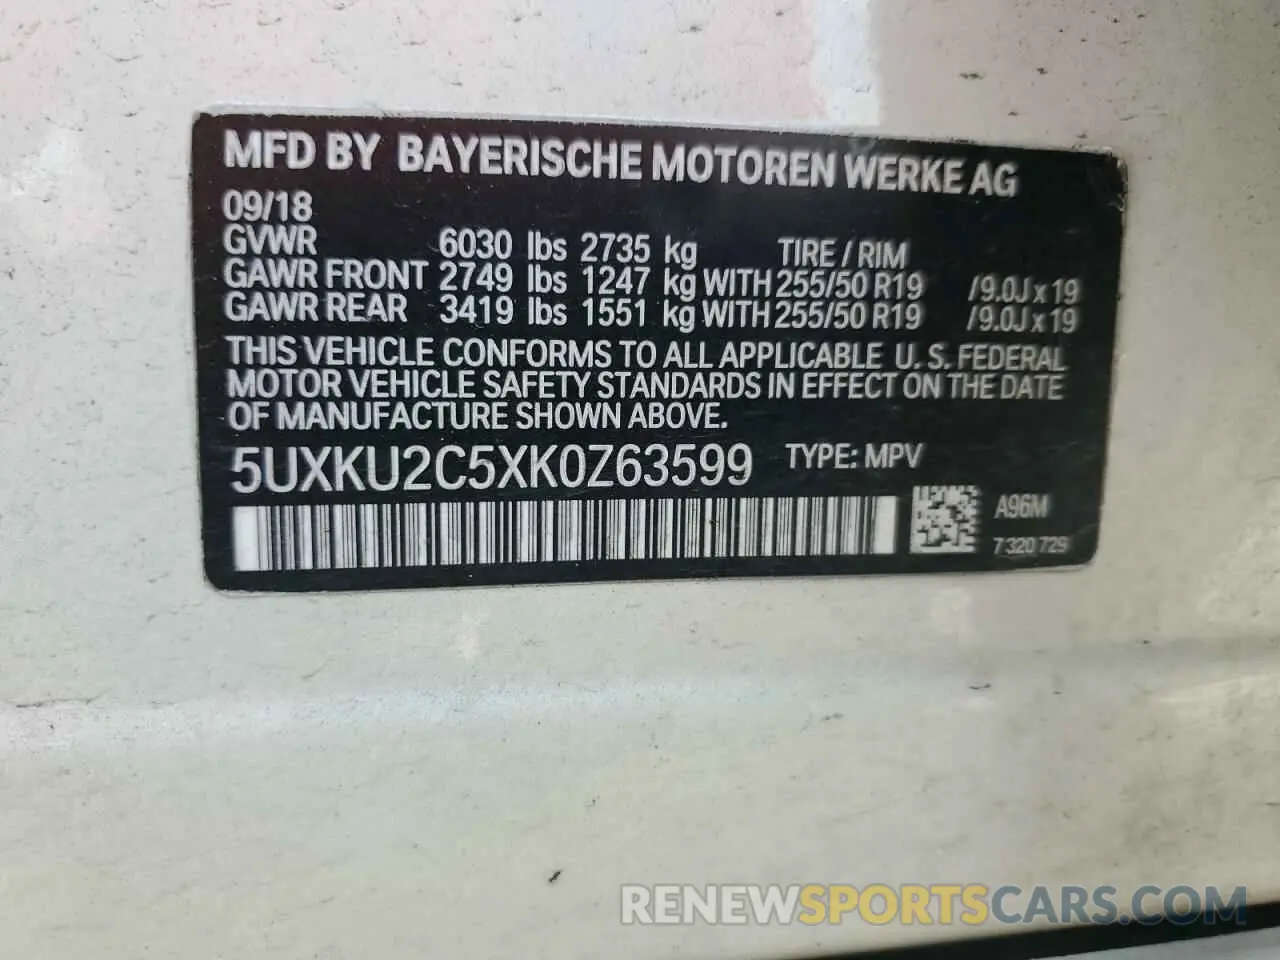 MFD BY BAYERISCHE MOTOREN WERKE AG
09/18
GVWR 6030 lbs 2735 kg TIRE / RIM
GAWR FRONT 2749 lbs 1247 kg WITH 255/50 R19 /9.0J x 19
GAWR REAR 3419 lbs 1551 kg WITH 255/50 R19 /9.0J x 19
THIS VEHICLE CONFORMS TO ALL APPLICABLE U. S. FEDERAL
MOTOR VEHICLE SAFETY STANDARDS IN EFFECT ON THE DATE
OF MANUFACTURE SHOWN ABOVE.
5UXKU2C5XK0Z63599 TYPE: MPV
A96M
7 320 729
RENEWSPORTSCARS.COM